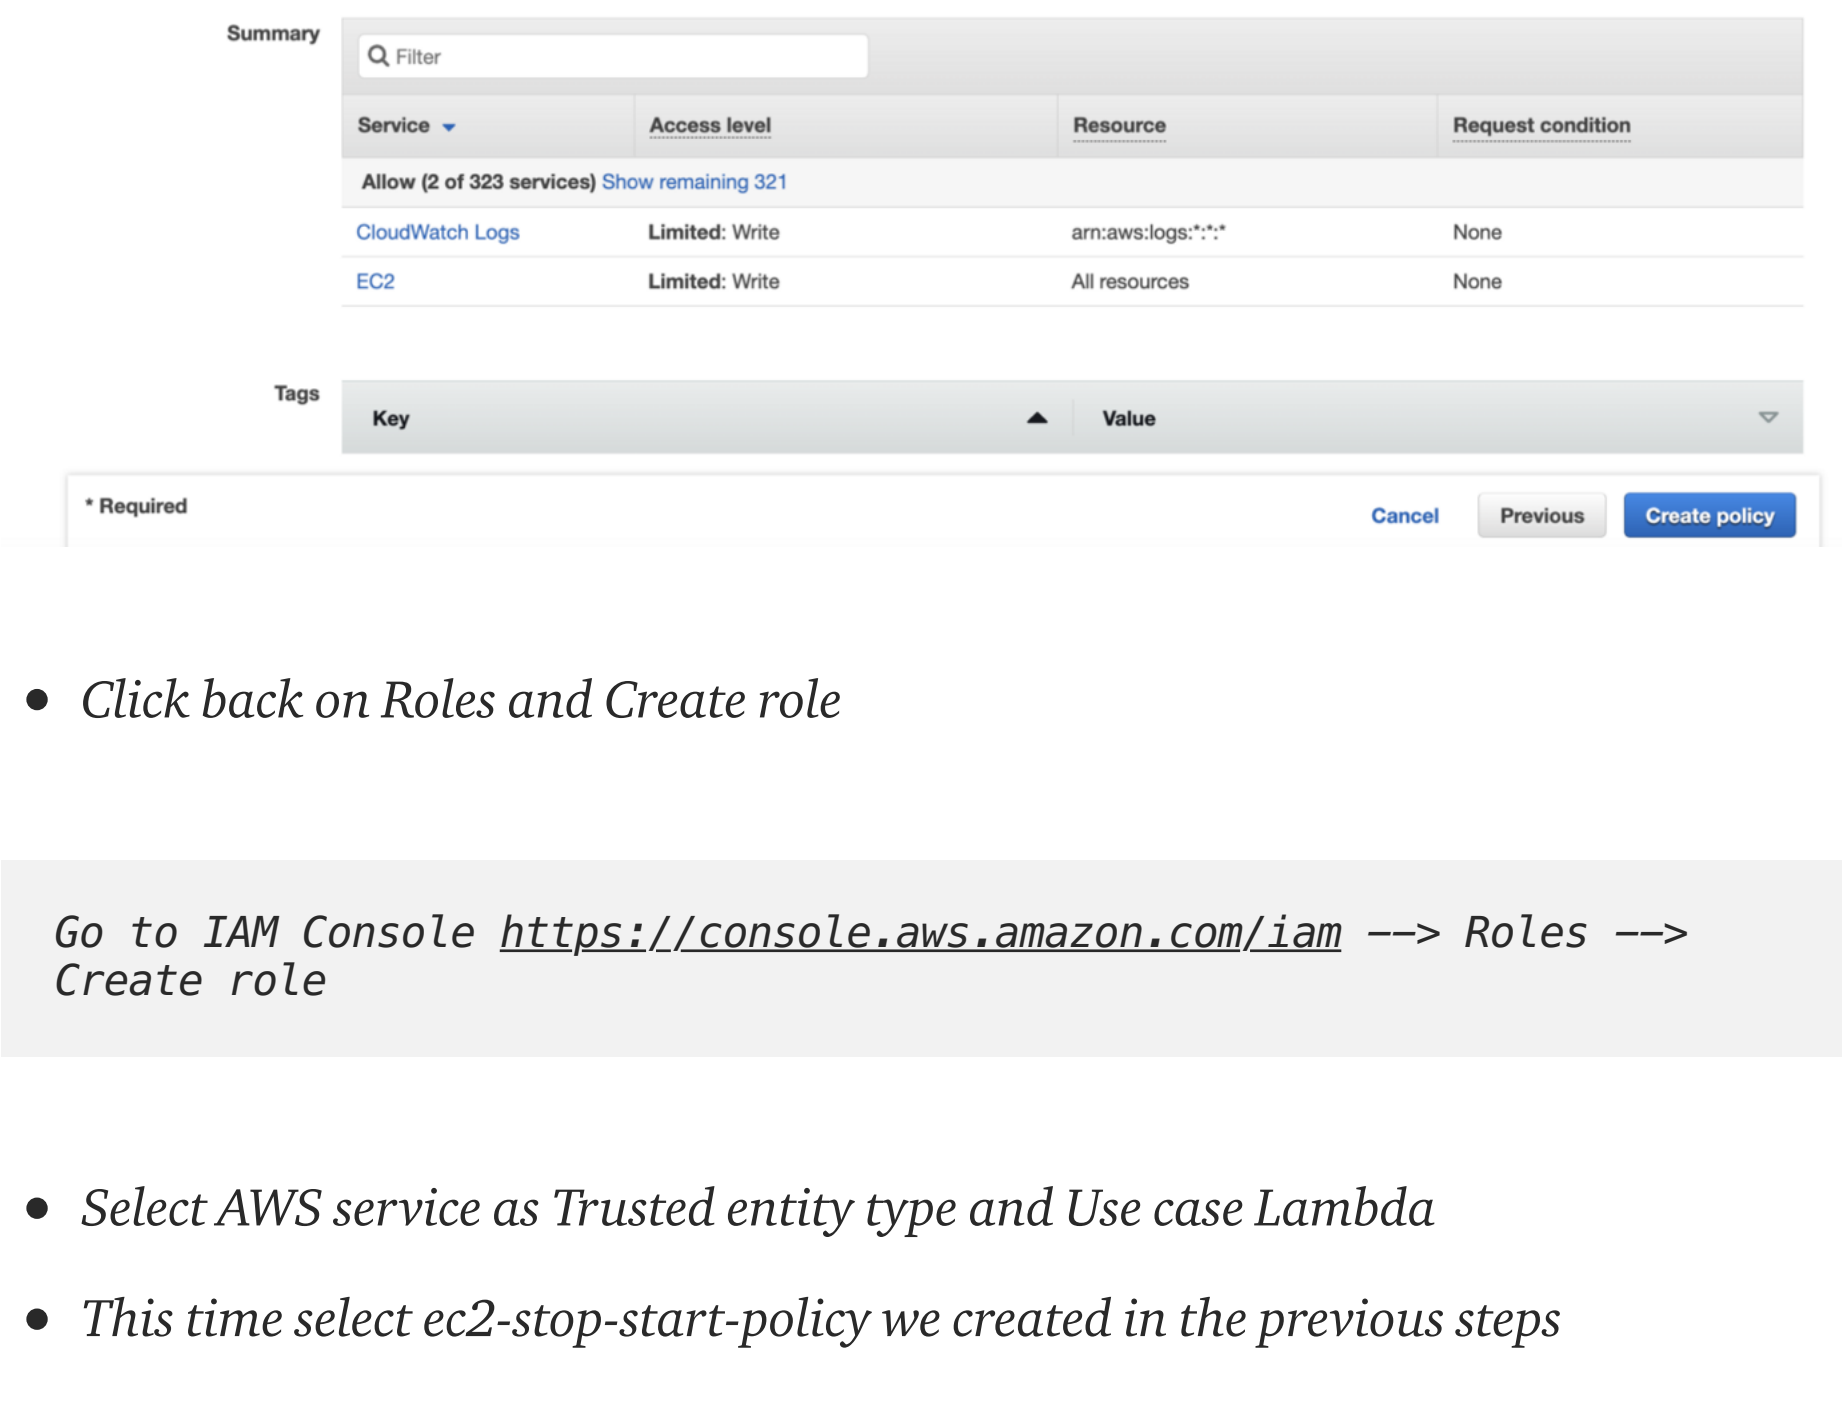 Summary
Filter
Service Access level Resource Request condition
Allow (2 of 323 services) Show remaining 321
CloudWatch Logs Limited: Write arn:aws:logs:*:*:* None
EC2 Limited: Write All resources None
Tags
Key Value
* Required Cancel Previous Create policy
• Click back on Roles and Create role
Go to IAM Console https://console.aws.amazon.com/iam ––> Roles ––>
Create role
• Select AWS service as Trusted entity type and Use case Lambda
• This time select ec2-stop-start-policy we created in the previous steps